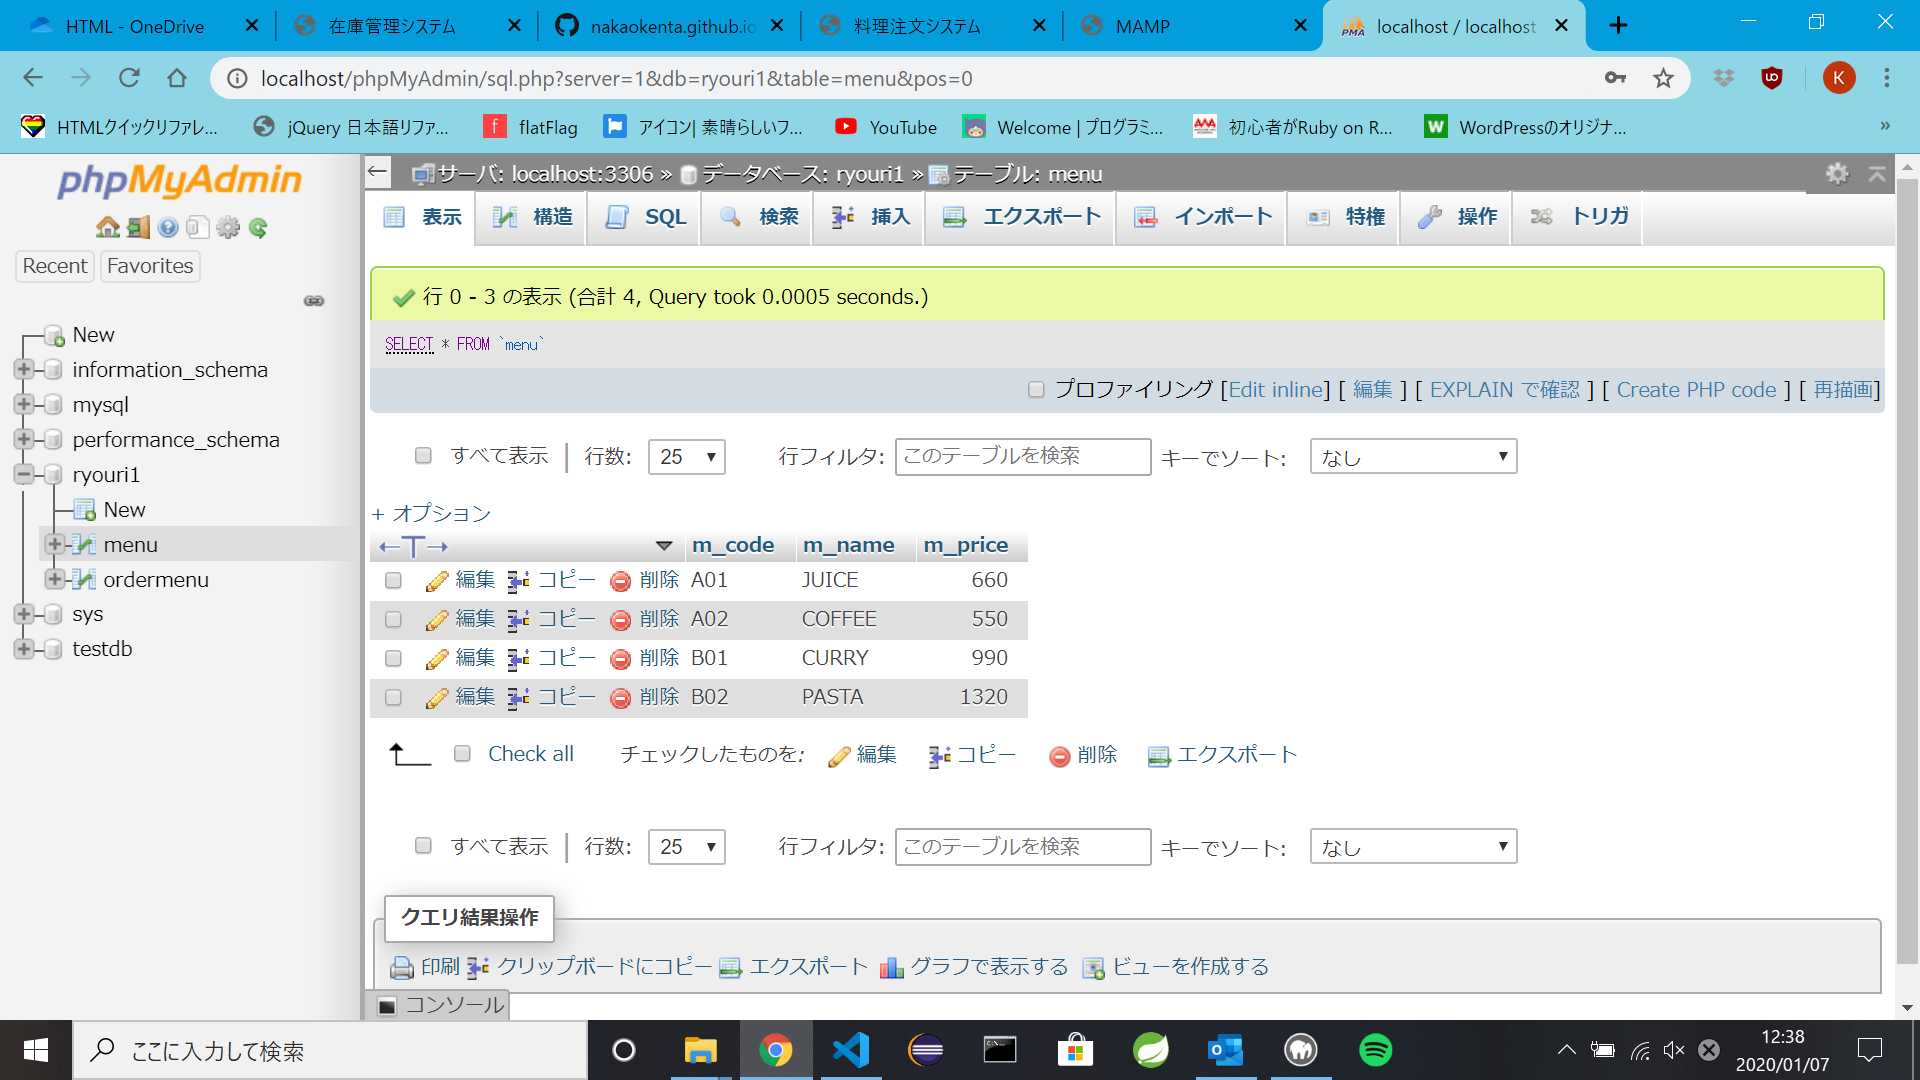 HTML - OneDrive
在庫管理システム
nakaokenta.github.io
料理注文システム
MAMP
localhost / localhost
localhost/phpMyAdmin/sql.php?server=1&db=ryouri1&table=menu&pos=0
K
HTMLクイックリファレ...
jQuery 日本語リファ...
flatFlag
アイコン| 素晴らしいフ...
YouTube
Welcome | プログラミ...
初心者がRuby on R...
WordPressのオリジナ...
»
phpMyAdmin
Recent
Favorites
New
information_schema
mysql
performance_schema
ryouri1
New
menu
ordermenu
sys
testdb
サーバ: localhost:3306 » データベース: ryouri1 » テーブル: menu
表示
構造
SQL
検索
挿入
エクスポート
インポート
特権
操作
トリガ
行 0 - 3 の表示 (合計 4, Query took 0.0005 seconds.)
SELECT * FROM `menu`
プロファイリング [Edit inline] [ 編集 ] [ EXPLAIN で確認 ] [ Create PHP code ] [ 再描画]
すべて表示 | 行数: 25 行フィルタ: このテーブルを検索 キーでソート: なし
+ オプション
←T→ m_code m_name m_price
編集 コピー 削除 A01 JUICE 660
編集 コピー 削除 A02 COFFEE 550
編集 コピー 削除 B01 CURRY 990
編集 コピー 削除 B02 PASTA 1320
Check all チェックしたものを: 編集 コピー 削除 エクスポート
すべて表示 | 行数: 25 行フィルタ: このテーブルを検索 キーでソート: なし
クエリ結果操作
印刷 クリップボードにコピー エクスポート グラフで表示する ビューを作成する
コンソール
ここに入力して検索
12:38
2020/01/07